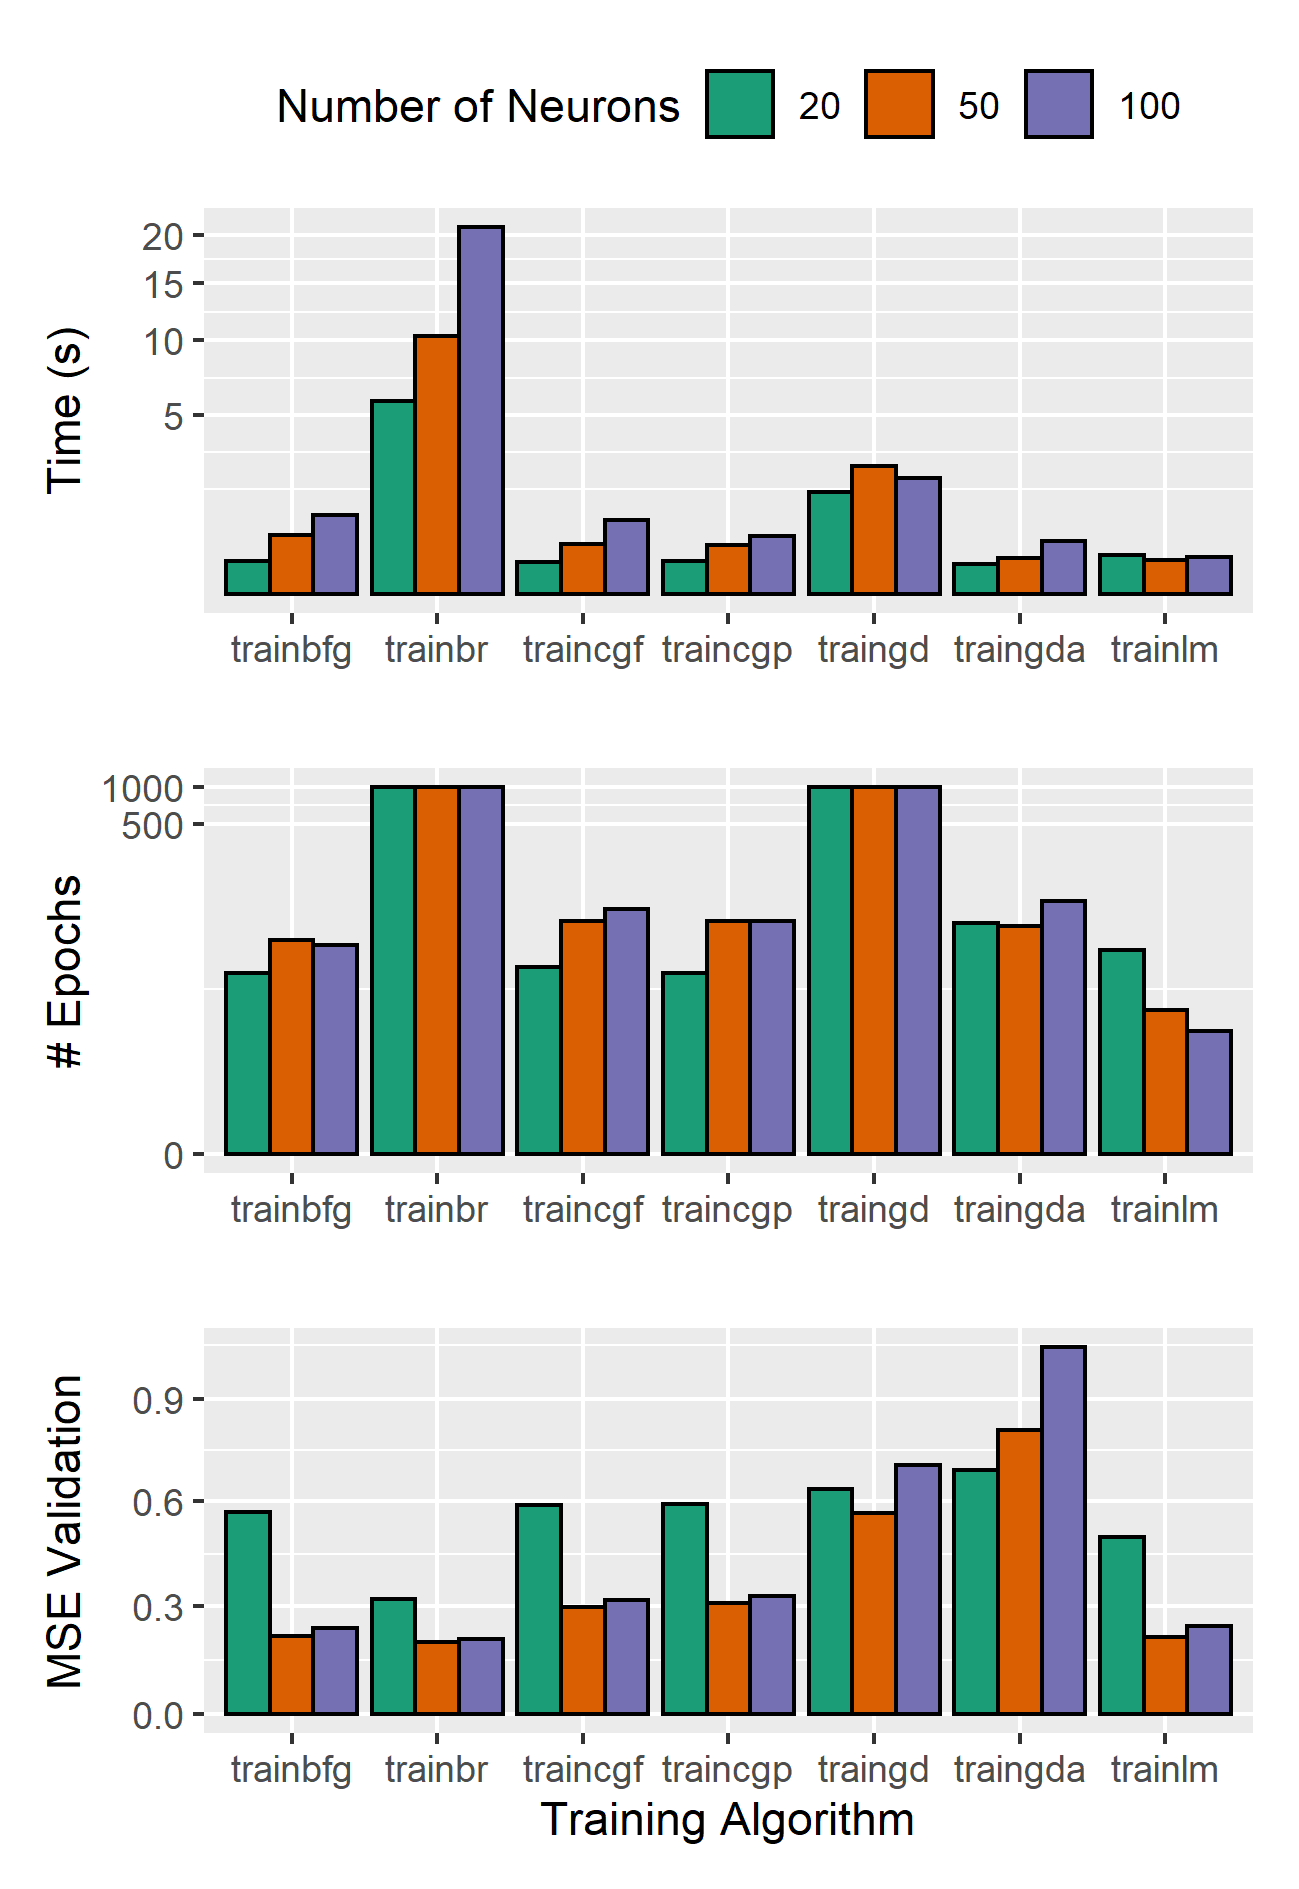 Number of Neurons 20 50 100
20
15
10
5
Time (s)
trainbfg trainbr traincgf traincgp traingd traingda trainlm
1000
500
0
# Epochs
trainbfg trainbr traincgf traincgp traingd traingda trainlm
0.9
0.6
0.3
0.0
MSE Validation
trainbfg trainbr traincgf traincgp traingd traingda trainlm
Training Algorithm